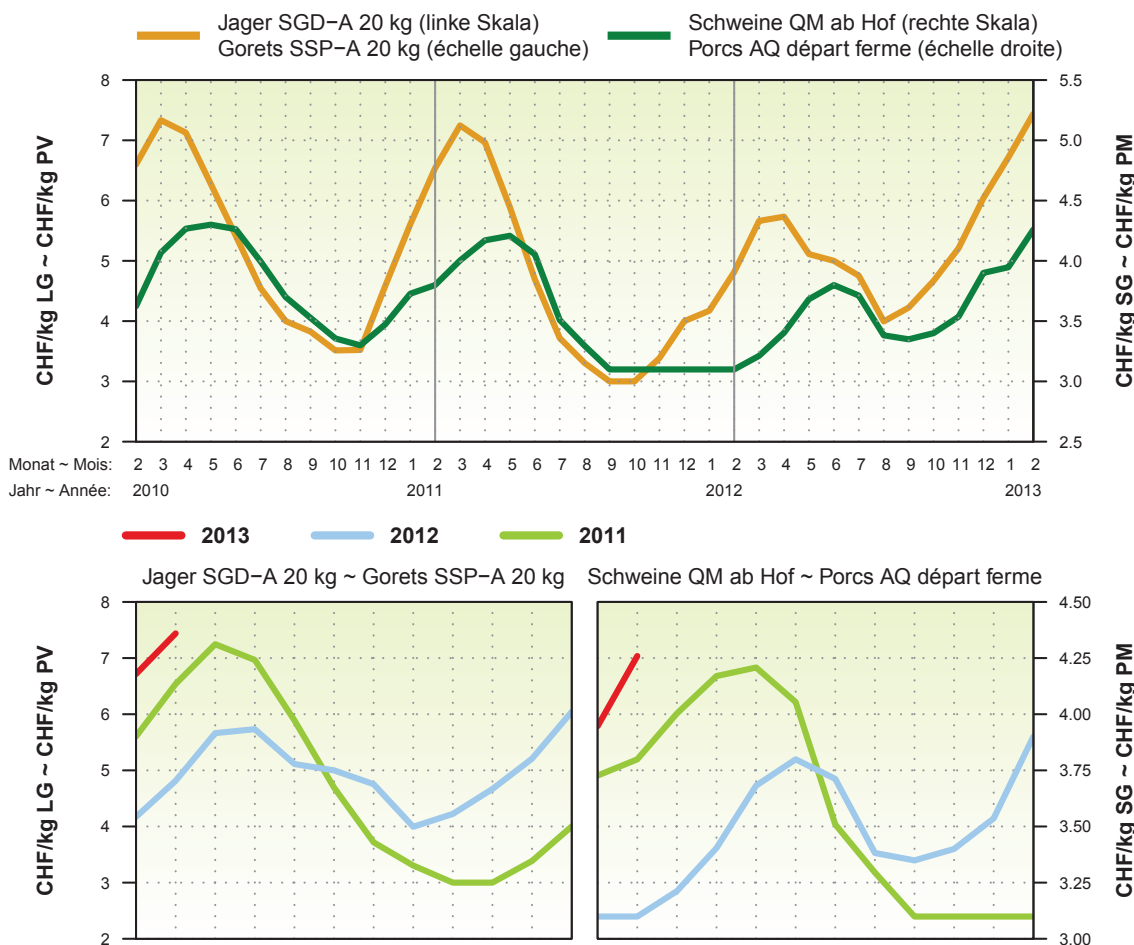 Jager SGD–A 20 kg (linke Skala)
Gorets SSP–A 20 kg (échelle gauche)
Schweine QM ab Hof (rechte Skala)
Porcs AQ départ ferme (échelle droite)
CHF/kg LG ~ CHF/kg PV
8
7
6
5
4
3
2
5.5
5.0
4.5
4.0
3.5
3.0
2.5
CHF/kg SG ~ CHF/kg PM
Monat ~ Mois: 2 3 4 5 6 7 8 9 10 11 12 1 2 3 4 5 6 7 8 9 10 11 12 1 2 3 4 5 6 7 8 9 10 11 12 1 2
Jahr ~ Année: 2010 2011 2012 2013
2013 2012 2011
Jager SGD–A 20 kg ~ Gorets SSP–A 20 kg
CHF/kg LG ~ CHF/kg PV
8
7
6
5
4
3
2
Schweine QM ab Hof ~ Porcs AQ départ ferme
4.50
4.25
4.00
3.75
3.50
3.25
3.00
CHF/kg SG ~ CHF/kg PM